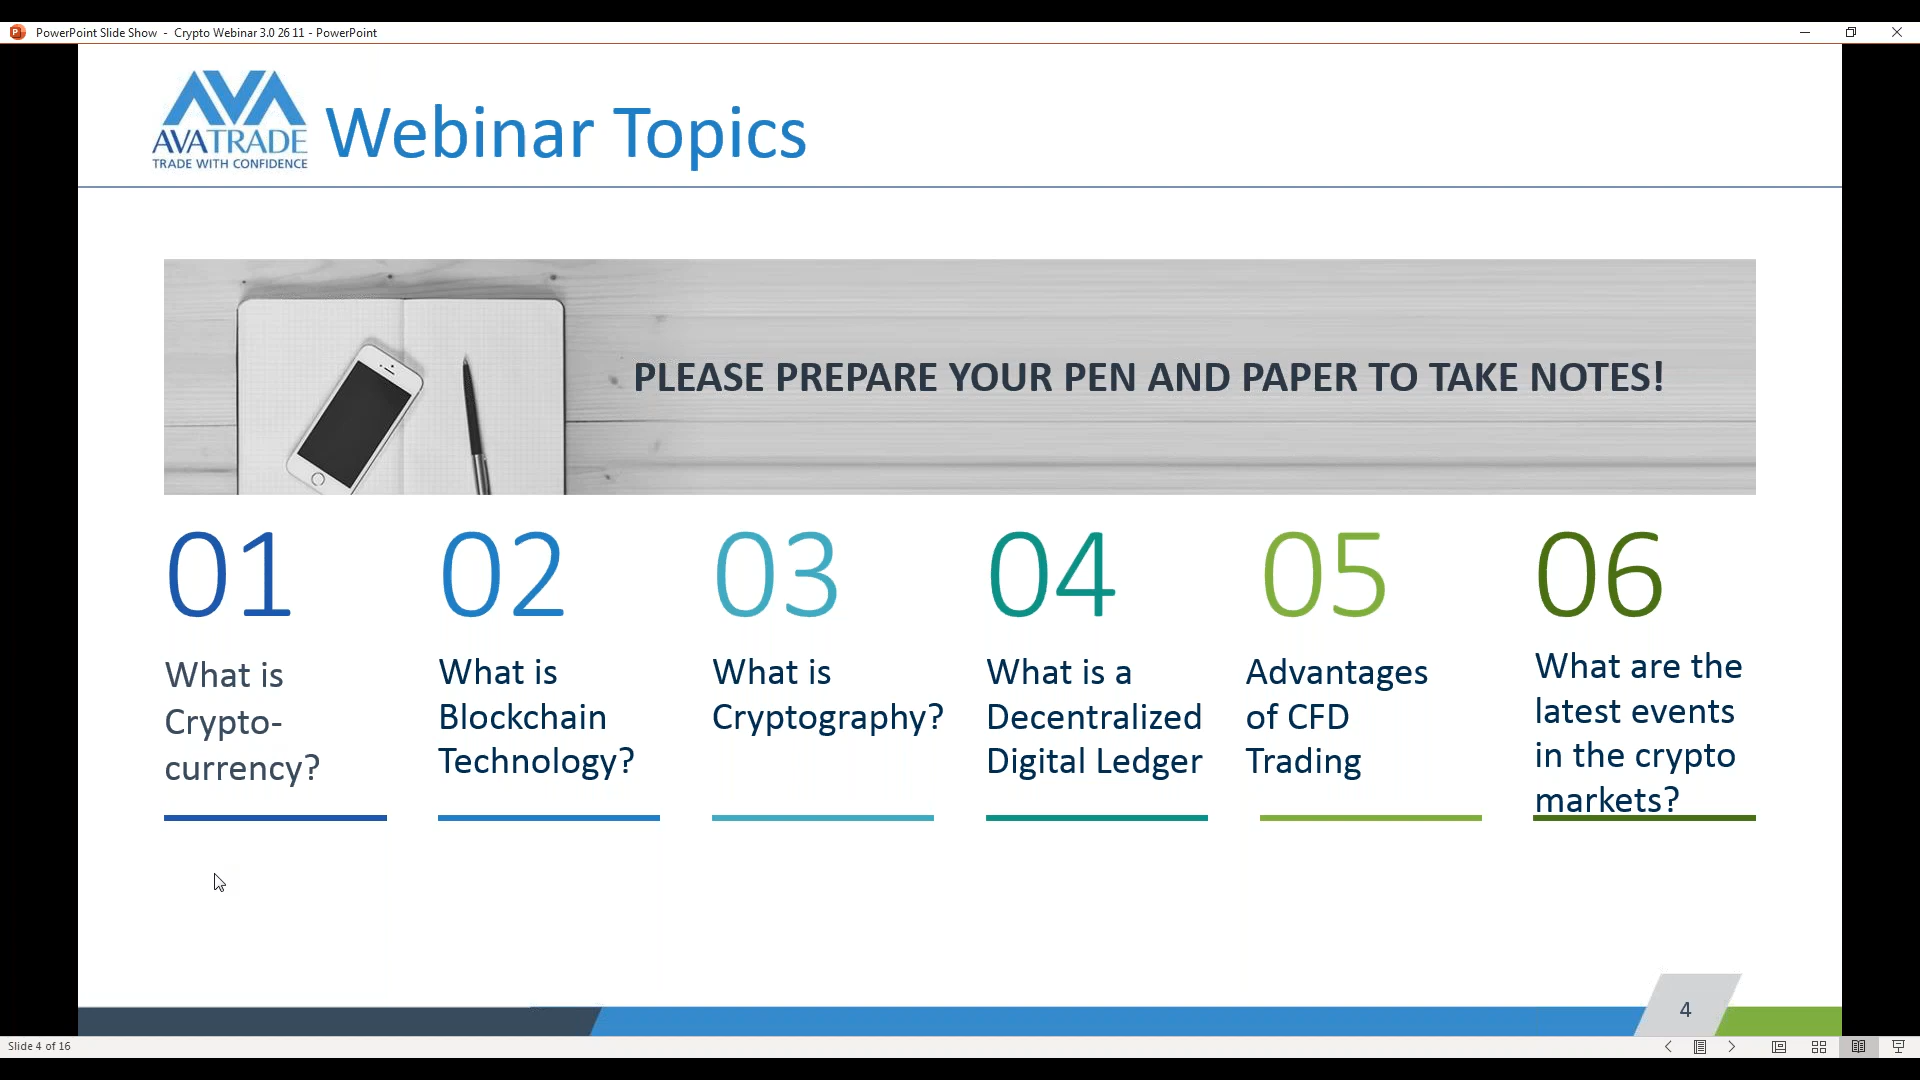 PowerPoint Slide Show - Crypto Webinar 3.0 26 11 - PowerPoint
AVATRADE
TRADE WITH CONFIDENCE
Webinar Topics
PLEASE PREPARE YOUR PEN AND PAPER TO TAKE NOTES!
01
What is
Crypto-
currency?
02
What is
Blockchain
Technology?
03
What is
Cryptography?
04
What is a
Decentralized
Digital Ledger
05
Advantages
of CFD
Trading
06
What are the
latest events
in the crypto
markets?
4
Slide 4 of 16